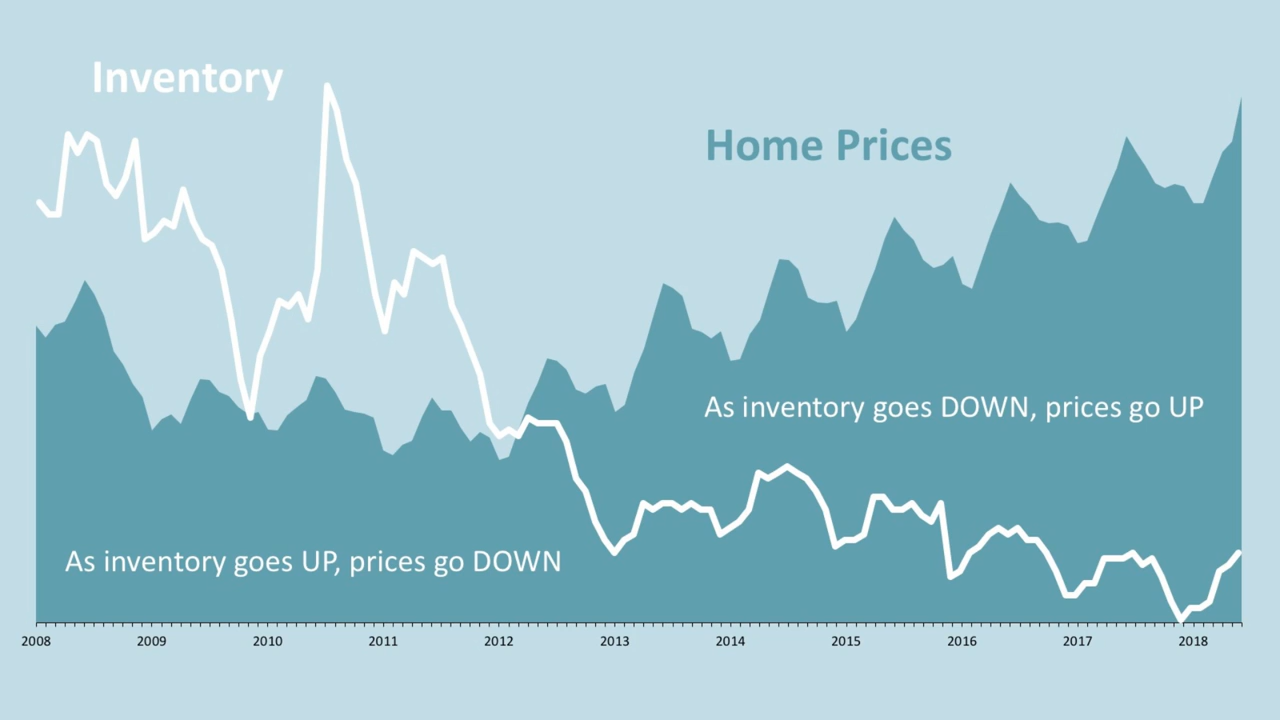 Inventory
Home Prices
As inventory goes DOWN, prices go UP
As inventory goes UP, prices go DOWN
2008 2009 2010 2011 2012 2013 2014 2015 2016 2017 2018